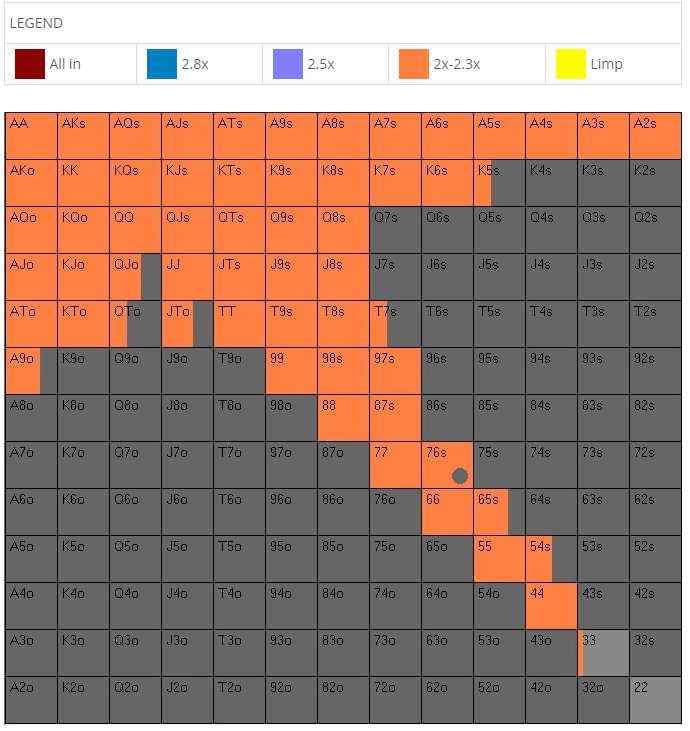 LEGEND
All in 2.8x 2.5x 2x-2.3x Limp
AA AKs AQs AJs ATs A9s A8s A7s A6s A5s A4s A3s A2s
AKo KK KQs KJs KTs K9s K8s K7s K6s K5s K4s K3s K2s
AQo KQo QQ QJs QTs Q9s Q8s Q7s Q6s Q5s Q4s Q3s Q2s
AJo KJo QJo JJ JTs J9s J8s J7s J6s J5s J4s J3s J2s
ATo KTo QTo JTo TT T9s T8s T7s T6s T5s T4s T3s T2s
A9o K9o Q9o J9o T9o 99 98s 97s 96s 95s 94s 93s 92s
A8o K8o Q8o J8o T8o 98o 88 87s 86s 85s 84s 83s 82s
A7o K7o Q7o J7o T7o 97o 87o 77 76s 75s 74s 73s 72s
A6o K6o Q6o J6o T6o 96o 86o 76o 66 65s 64s 63s 62s
A5o K5o Q5o J5o T5o 95o 85o 75o 65o 55 54s 53s 52s
A4o K4o Q4o J4o T4o 94o 84o 74o 64o 54o 44 43s 42s
A3o K3o Q3o J3o T3o 93o 83o 73o 63o 53o 43o 33 32s
A2o K2o Q2o J2o T2o 92o 82o 72o 62o 52o 42o 32o 22